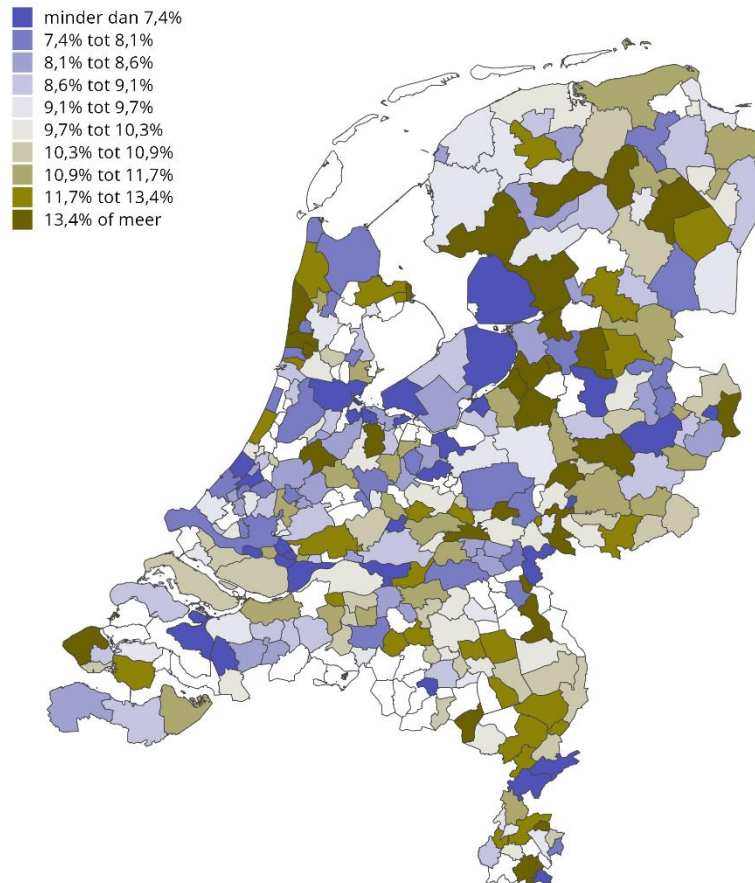 minder dan 7,4%
7,4% tot 8,1%
8,1% tot 8,6%
8,6% tot 9,1%
9,1% tot 9,7%
9,7% tot 10,3%
10,3% tot 10,9%
10,9% tot 11,7%
11,7% tot 13,4%
13,4% of meer